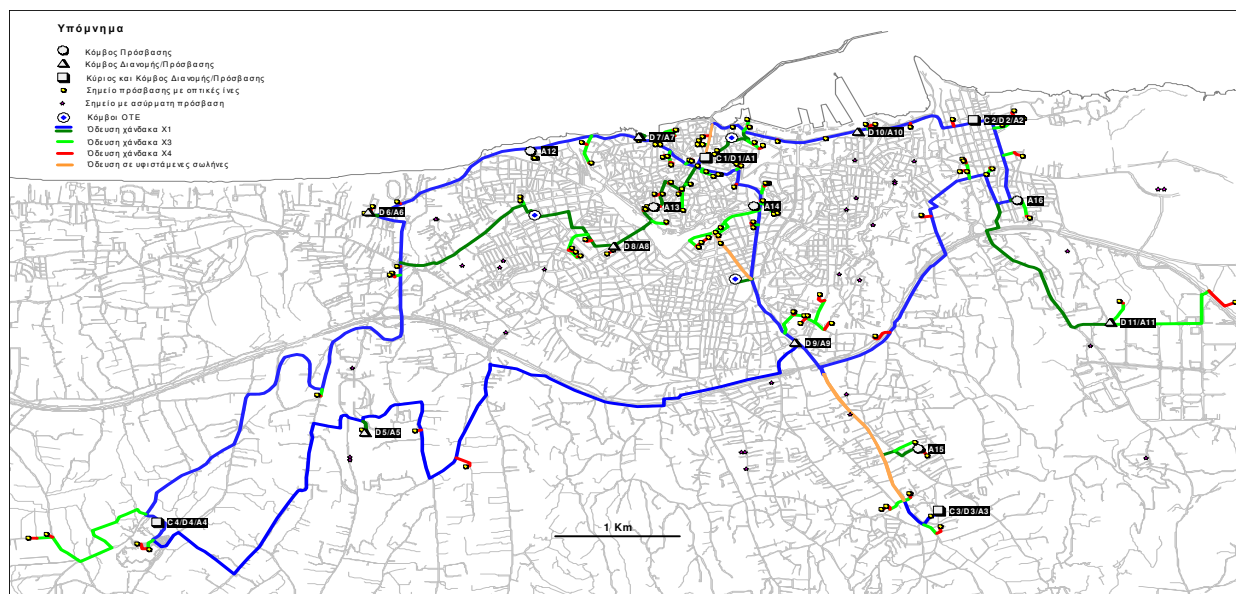 Υπόμνημα
Κόμβος Πρόσβασης
Κόμβος Διανομής/Πρόσβασης
Κύριος και Κόμβος Διανομής/Πρόσβασης
Σημείο πρόσβασης με οπτικές ίνες
Σημείο με ασύρματη πρόσβαση
Κόμβοι ΟΤΕ
Όδευση χάνδακα Χ1
Όδευση χάνδακα Χ3
Όδευση χάνδακα Χ4
Όδευση σε υφιστάμενες σωλήνες
C2/D2/A2
D10/A10
D7/A7
A12
C1/D1/A1
A16
A13
A14
D6/A6
D8/A8
D11/A11
D9/A9
D5/A5
A15
C3/D3/A3
C4/D4/A4
1 Km